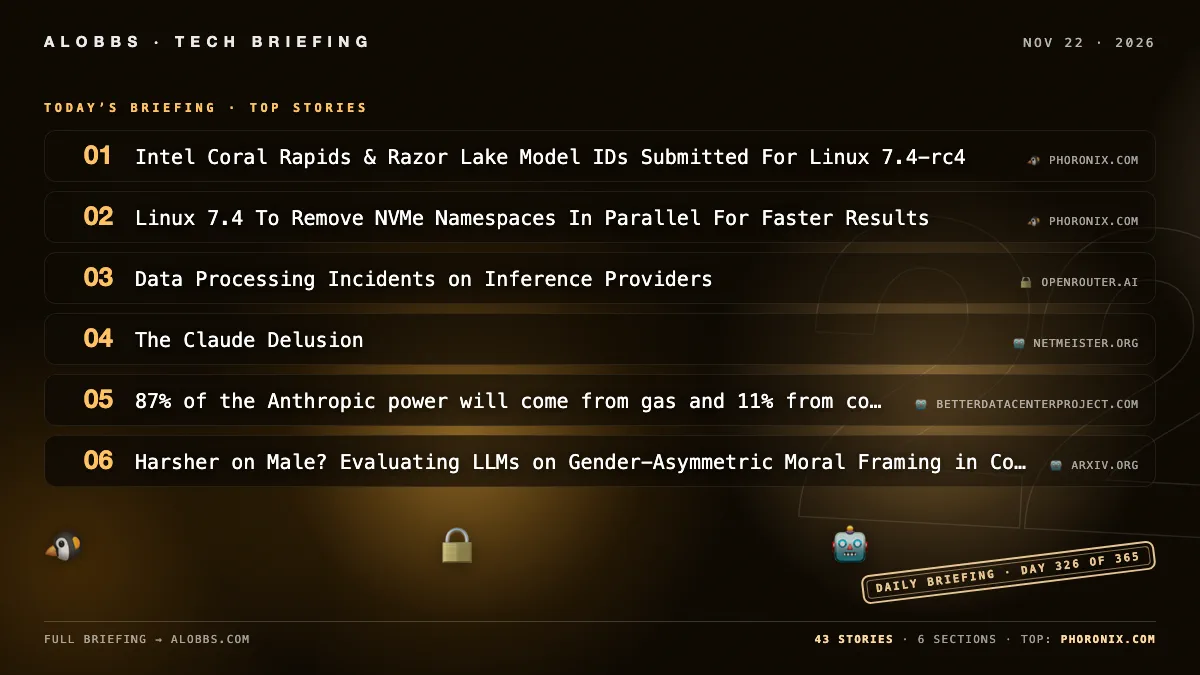 ALOBBS · TECH BRIEFING
NOV 22 · 2026
TODAY’S BRIEFING · TOP STORIES
01 Intel Coral Rapids & Razor Lake Model IDs Submitted For Linux 7.4-rc4 PHORONIX.COM
02 Linux 7.4 To Remove NVMe Namespaces In Parallel For Faster Results PHORONIX.COM
03 Data Processing Incidents on Inference Providers OPENROUTER.AI
04 The Claude Delusion NETMEISTER.ORG
05 87% of the Anthropic power will come from gas and 11% from co… BETTERDATACENTERPROJECT.COM
06 Harsher on Male? Evaluating LLMs on Gender-Asymmetric Moral Framing in Co… ARXIV.ORG
22
DAILY BRIEFING · DAY 326 OF 365
FULL BRIEFING → ALOBBS.COM
43 STORIES · 6 SECTIONS · TOP: PHORONIX.COM